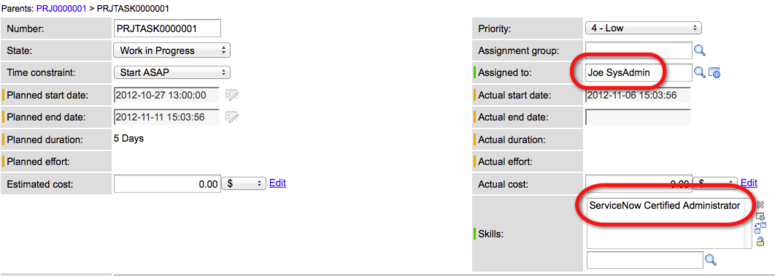 Parents: PRJ0000001 > PRJTASK0000001
Number: PRJTASK0000001 Priority: 4 - Low
State: Work in Progress Assignment group:
Time constraint: Start ASAP Assigned to: Joe SysAdmin
Planned start date: 2012-10-27 13:00:00 Actual start date: 2012-11-06 15:03:56
Planned end date: 2012-11-11 15:03:56 Actual end date:
Planned duration: 5 Days Actual duration:
Planned effort: Actual effort:
Estimated cost: 0.00 $ Edit Actual cost: 0.00 $ Edit
ServiceNow Certified Administrator
Skills: